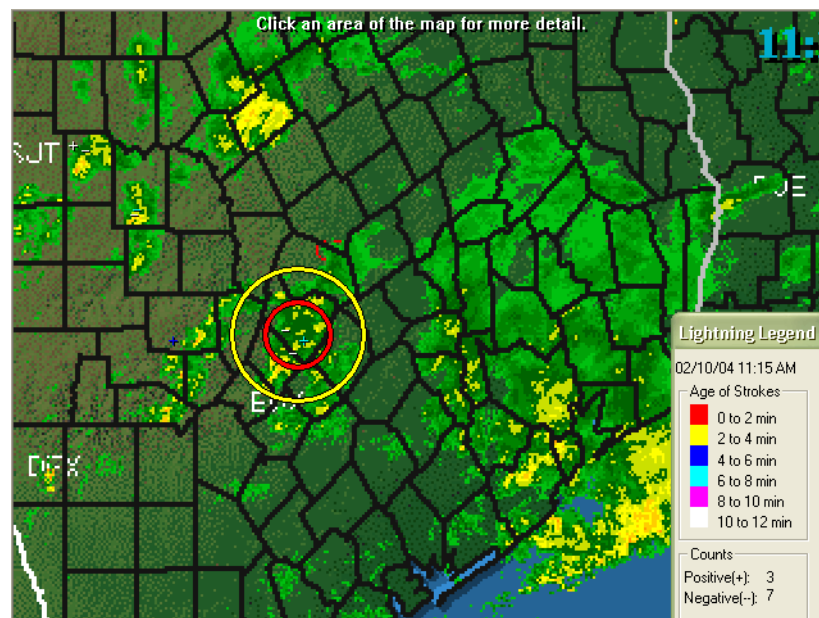 Click an area of the map for more detail.
11:
SJT
DFX
Lightning Legend
02/10/04 11:15 AM
Age of Strokes
0 to 2 min
2 to 4 min
4 to 6 min
6 to 8 min
8 to 10 min
10 to 12 min
Counts
Positive(+): 3
Negative(--): 7